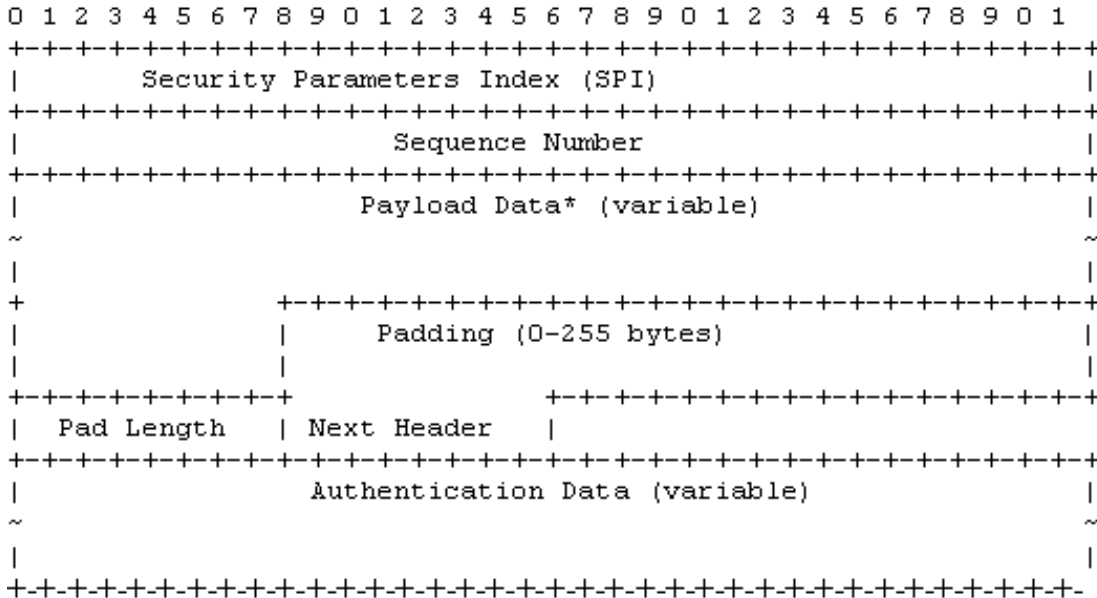 0 1 2 3 4 5 6 7 8 9 0 1 2 3 4 5 6 7 8 9 0 1 2 3 4 5 6 7 8 9 0 1
+-+-+-+-+-+-+-+-+-+-+-+-+-+-+-+-+-+-+-+-+-+-+-+-+-+-+-+-+-+-+-+-+
|       Security Parameters Index (SPI)                          |
+-+-+-+-+-+-+-+-+-+-+-+-+-+-+-+-+-+-+-+-+-+-+-+-+-+-+-+-+-+-+-+-+
|                      Sequence Number                          |
+-+-+-+-+-+-+-+-+-+-+-+-+-+-+-+-+-+-+-+-+-+-+-+-+-+-+-+-+-+-+-+-+
|                    Payload Data* (variable)                   |
~                                                               ~
|                                                               |
+               +-+-+-+-+-+-+-+-+-+-+-+-+-+-+-+-+-+-+-+-+-+-+-+-+
|               |     Padding (0-255 bytes)                     |
|               |                                               |
+-+-+-+-+-+-+-+-+               +-+-+-+-+-+-+-+-+-+-+-+-+-+-+-+-+
|  Pad Length   | Next Header   |
+-+-+-+-+-+-+-+-+-+-+-+-+-+-+-+-+-+-+-+-+-+-+-+-+-+-+-+-+-+-+-+-+
|                 Authentication Data (variable)                |
~                                                               ~
|                                                               |
+-+-+-+-+-+-+-+-+-+-+-+-+-+-+-+-+-+-+-+-+-+-+-+-+-+-+-+-+-+-+-+-